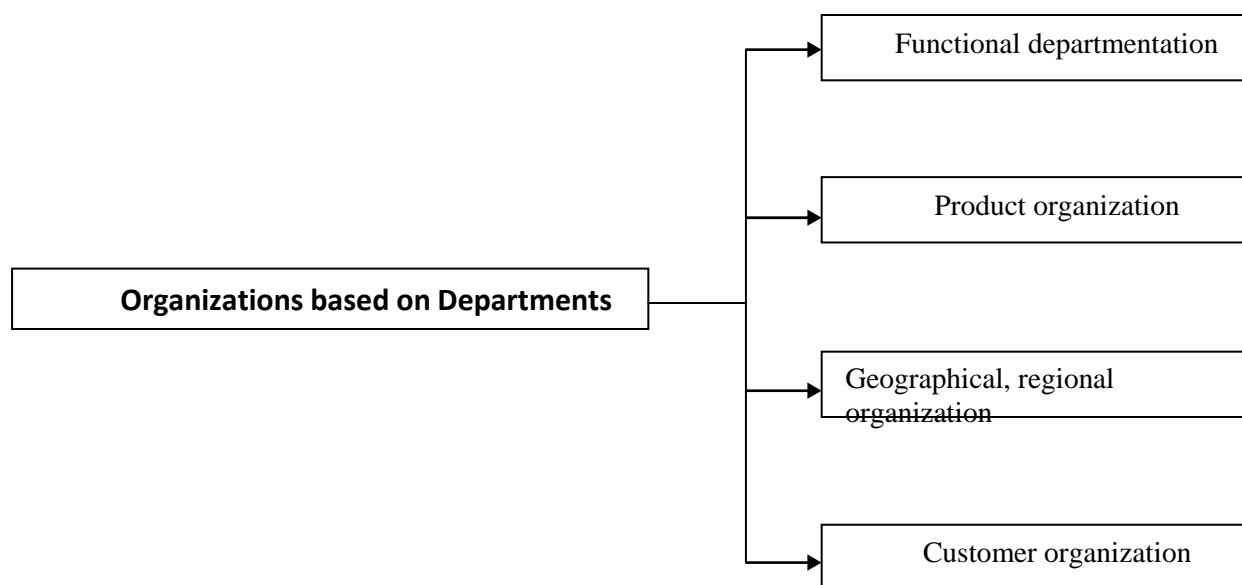 Functional departmentation
Product organization
Organizations based on Departments
Geographical, regional
organization
Customer organization